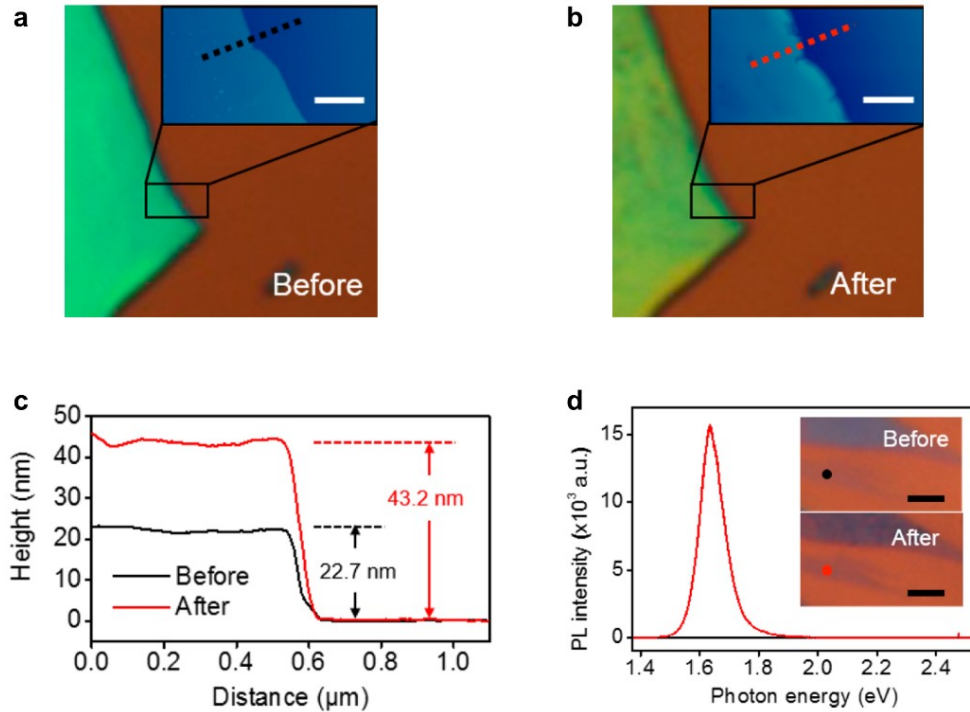 a
Before
b
After
c
Height (nm)
50
40
30
20
10
0
43.2 nm
22.7 nm
Before
After
0.0 0.2 0.4 0.6 0.8 1.0
Distance (μm)
d
PL intensity (x10³ a.u.)
15
10
5
0
Before
After
1.4 1.6 1.8 2.0 2.2 2.4
Photon energy (eV)